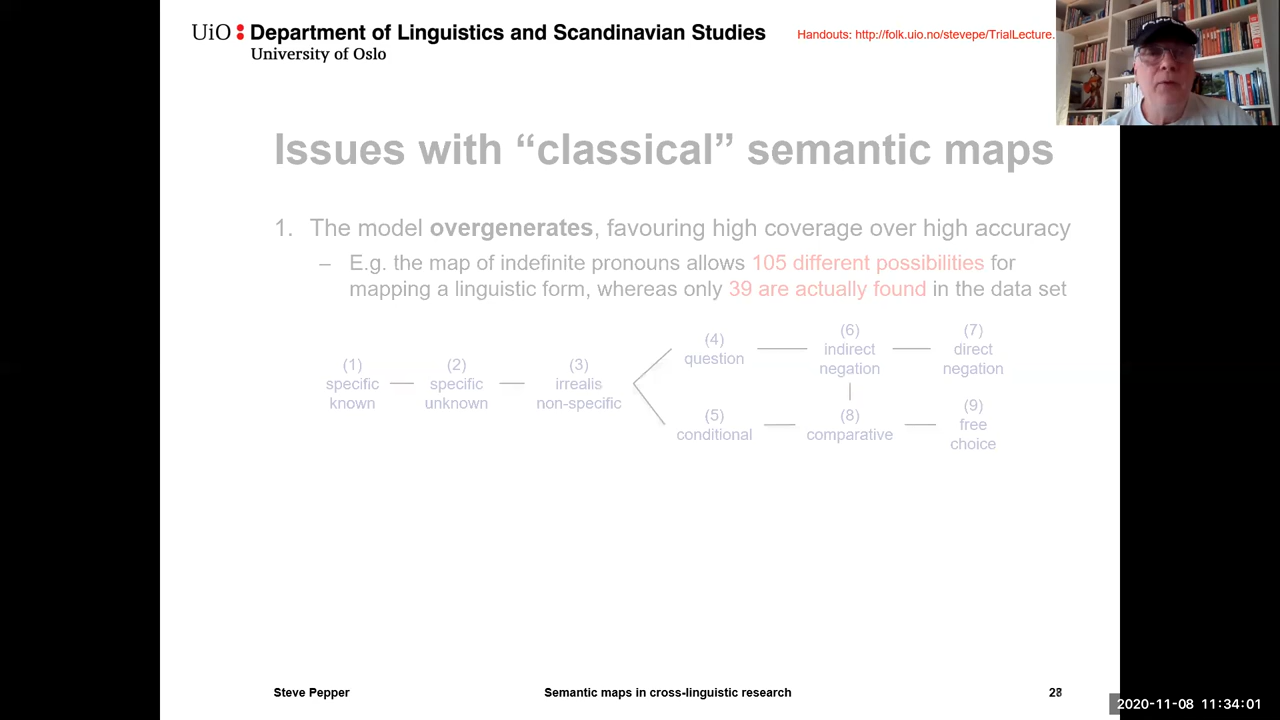 UiO : Department of Linguistics and Scandinavian Studies
University of Oslo
Handouts: http://folk.uio.no/stevepe/TrialLecture.
Issues with “classical” semantic maps
1. The model overgenerates, favouring high coverage over high accuracy
– E.g. the map of indefinite pronouns allows 105 different possibilities for
mapping a linguistic form, whereas only 39 are actually found in the data set
(1)
specific
known
(2)
specific
unknown
(3)
irrealis
non-specific
(4)
question
(6)
indirect
negation
(7)
direct
negation
(5)
conditional
(8)
comparative
(9)
free
choice
Steve Pepper
Semantic maps in cross-linguistic research
2020-11-08 11:34:01